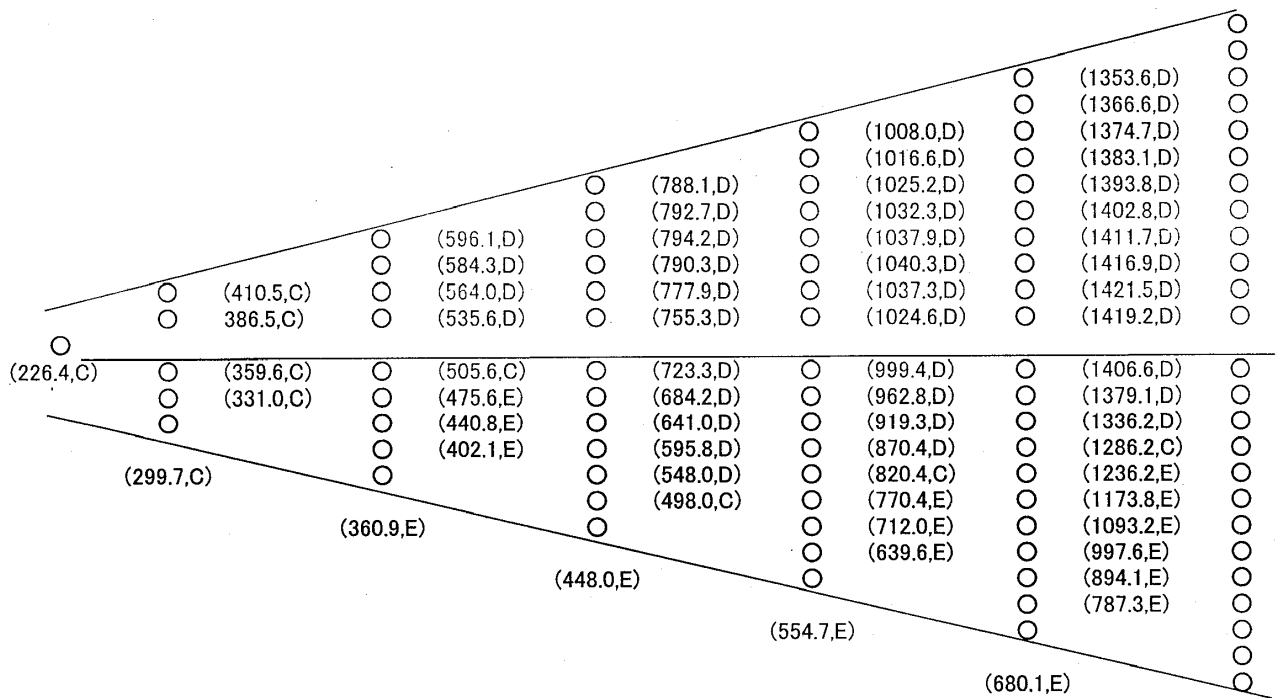 (1353.6,D)
(1366.6,D)
(1008.0,D) (1374.7,D)
(1016.6,D) (1383.1,D)
(788.1,D) (1025.2,D) (1393.8,D)
(792.7,D) (1032.3,D) (1402.8,D)
(596.1,D) (794.2,D) (1037.9,D) (1411.7,D)
(584.3,D) (790.3,D) (1040.3,D) (1416.9,D)
(410.5,C) (564.0,D) (777.9,D) (1037.3,D) (1421.5,D)
386.5,C) (535.6,D) (755.3,D) (1024.6,D) (1419.2,D)
(226.4,C) (359.6,C) (505.6,C) (723.3,D) (999.4,D) (1406.6,D)
(331.0,C) (475.6,E) (684.2,D) (962.8,D) (1379.1,D)
(440.8,E) (641.0,D) (919.3,D) (1336.2,D)
(402.1,E) (595.8,D) (870.4,D) (1286.2,C)
(299.7,C) (548.0,D) (820.4,C) (1236.2,E)
(498.0,C) (770.4,E) (1173.8,E)
(360.9,E) (712.0,E) (1093.2,E)
(639.6,E) (997.6,E)
(448.0,E) (894.1,E)
(787.3,E)
(554.7,E)
(680.1,E)